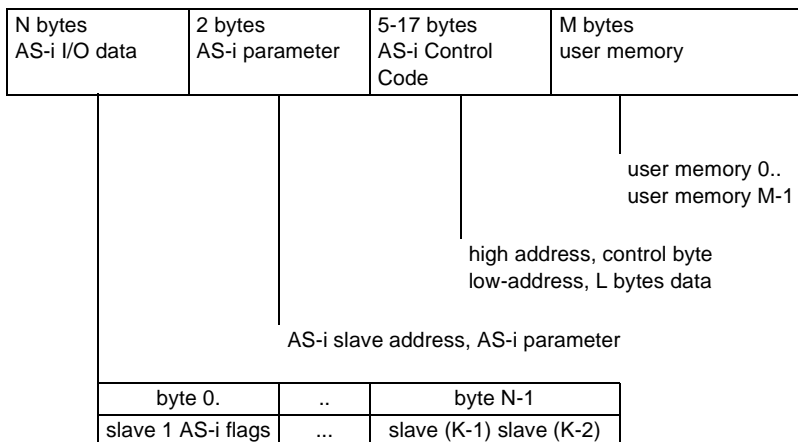 N bytes
AS-i I/O data
2 bytes
AS-i parameter
5-17 bytes
AS-i Control
Code
M bytes
user memory
user memory 0..
user memory M-1
high address, control byte
low-address, L bytes data
AS-i slave address, AS-i parameter
byte 0. .. byte N-1
slave 1 AS-i flags ... slave (K-1) slave (K-2)